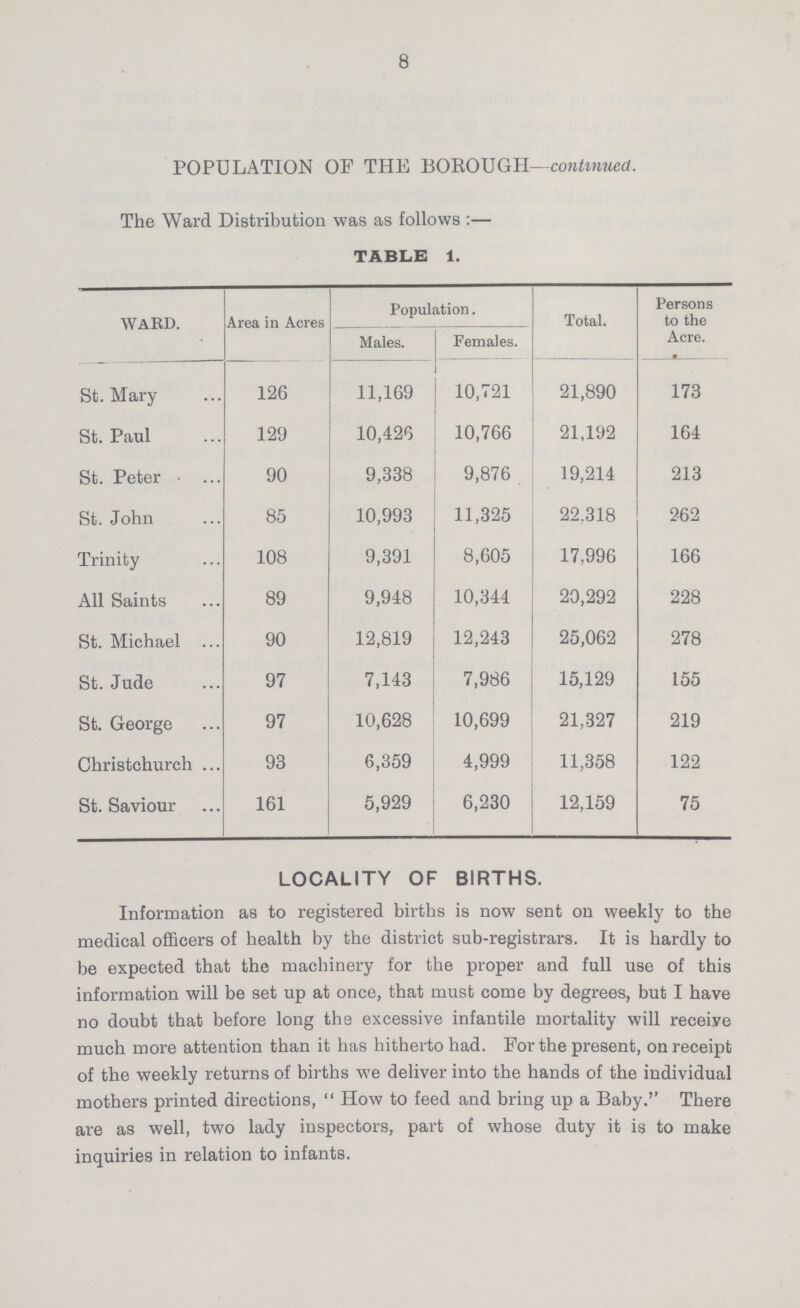 8
POPULATION OF THE BOROUGH—continued.
The Ward Distribution was as follows :—
TABLE 1.
WARD. Area in Acres Population. Total. Persons to the Acre.
Males. Females.
St. Mary ... 126 11,169 10,721 21,890 173
St. Paul ... 129 10,426 10,766 21,192 164
St. Peter ... 90 9,338 9,876 19,214 213
St. John ... 85 10,993 11,325 22,318 262
Trinity ... 108 9,391 8,605 17,996 166
All Saints ... 89 9,948 10,344 20,292 228
St. Michael ... 90 12,819 12,243 25,062 278
St. Jude ... 97 7,143 7,986 15,129 155
St. George ... 97 10,628 10,699 21,327 219
Christchurch ... 93 6,359 4,999 11,358 122
St. Saviour ... 161 5,929 6,230 12,159 75
LOCALITY OF BIRTHS.
Information as to registered births is now sent on weekly to the
medical officers of health by the district sub-registrars. It is hardly to
be expected that the machinery for the proper and full use of this
information will be set up at once, that must come by degrees, but I have
no doubt that before long the excessive infantile mortality will receive
much more attention than it has hitherto had. For the present, on receipt
of the weekly returns of births we deliver into the hands of the individual
mothers printed directions, “ How to feed and bring up a Baby.” There
are as well, two lady inspectors, part of whose duty it is to make
inquiries in relation to infants.